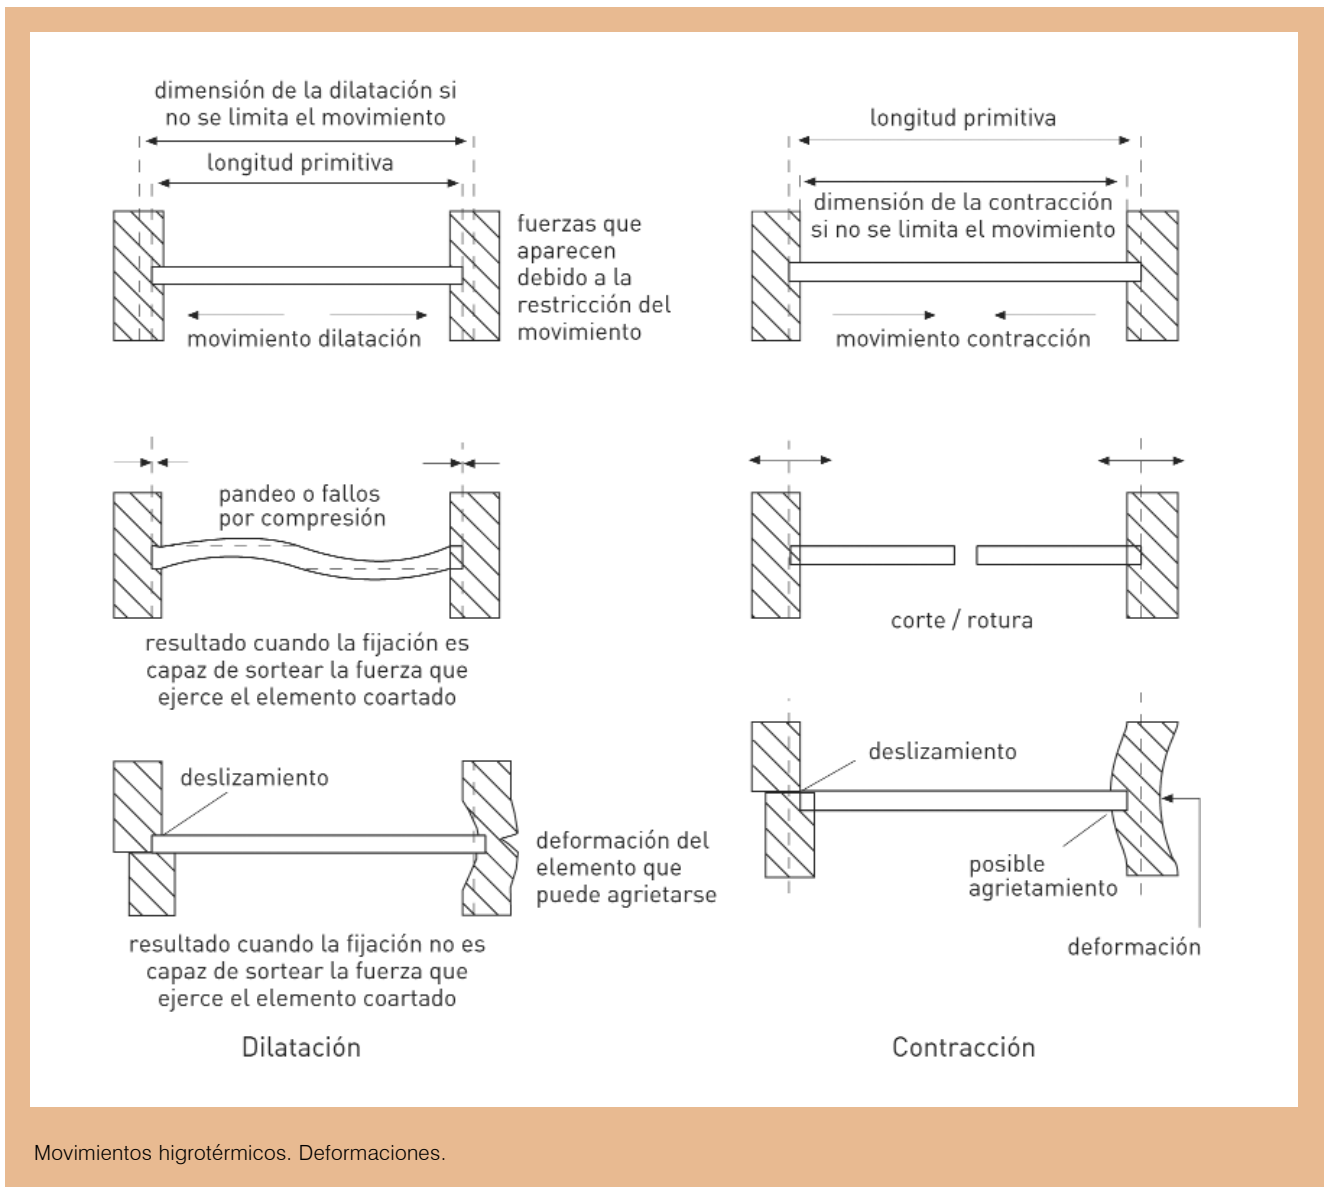 dimensión de la dilatación si
no se limita el movimiento
longitud primitiva
fuerzas que
aparecen
debido a la
restricción del
movimiento
movimiento dilatación
pandeo o fallos
por compresión
resultado cuando la fijación es
capaz de sortear la fuerza que
ejerce el elemento coartado
deslizamiento
deformación del
elemento que
puede agrietarse
resultado cuando la fijación no es
capaz de sortear la fuerza que
ejerce el elemento coartado
Dilatación
longitud primitiva
dimensión de la contracción
si no se limita el movimiento
movimiento contracción
corte / rotura
deslizamiento
posible
agrietamiento
deformación
Contracción
Movimientos higrotérmicos. Deformaciones.